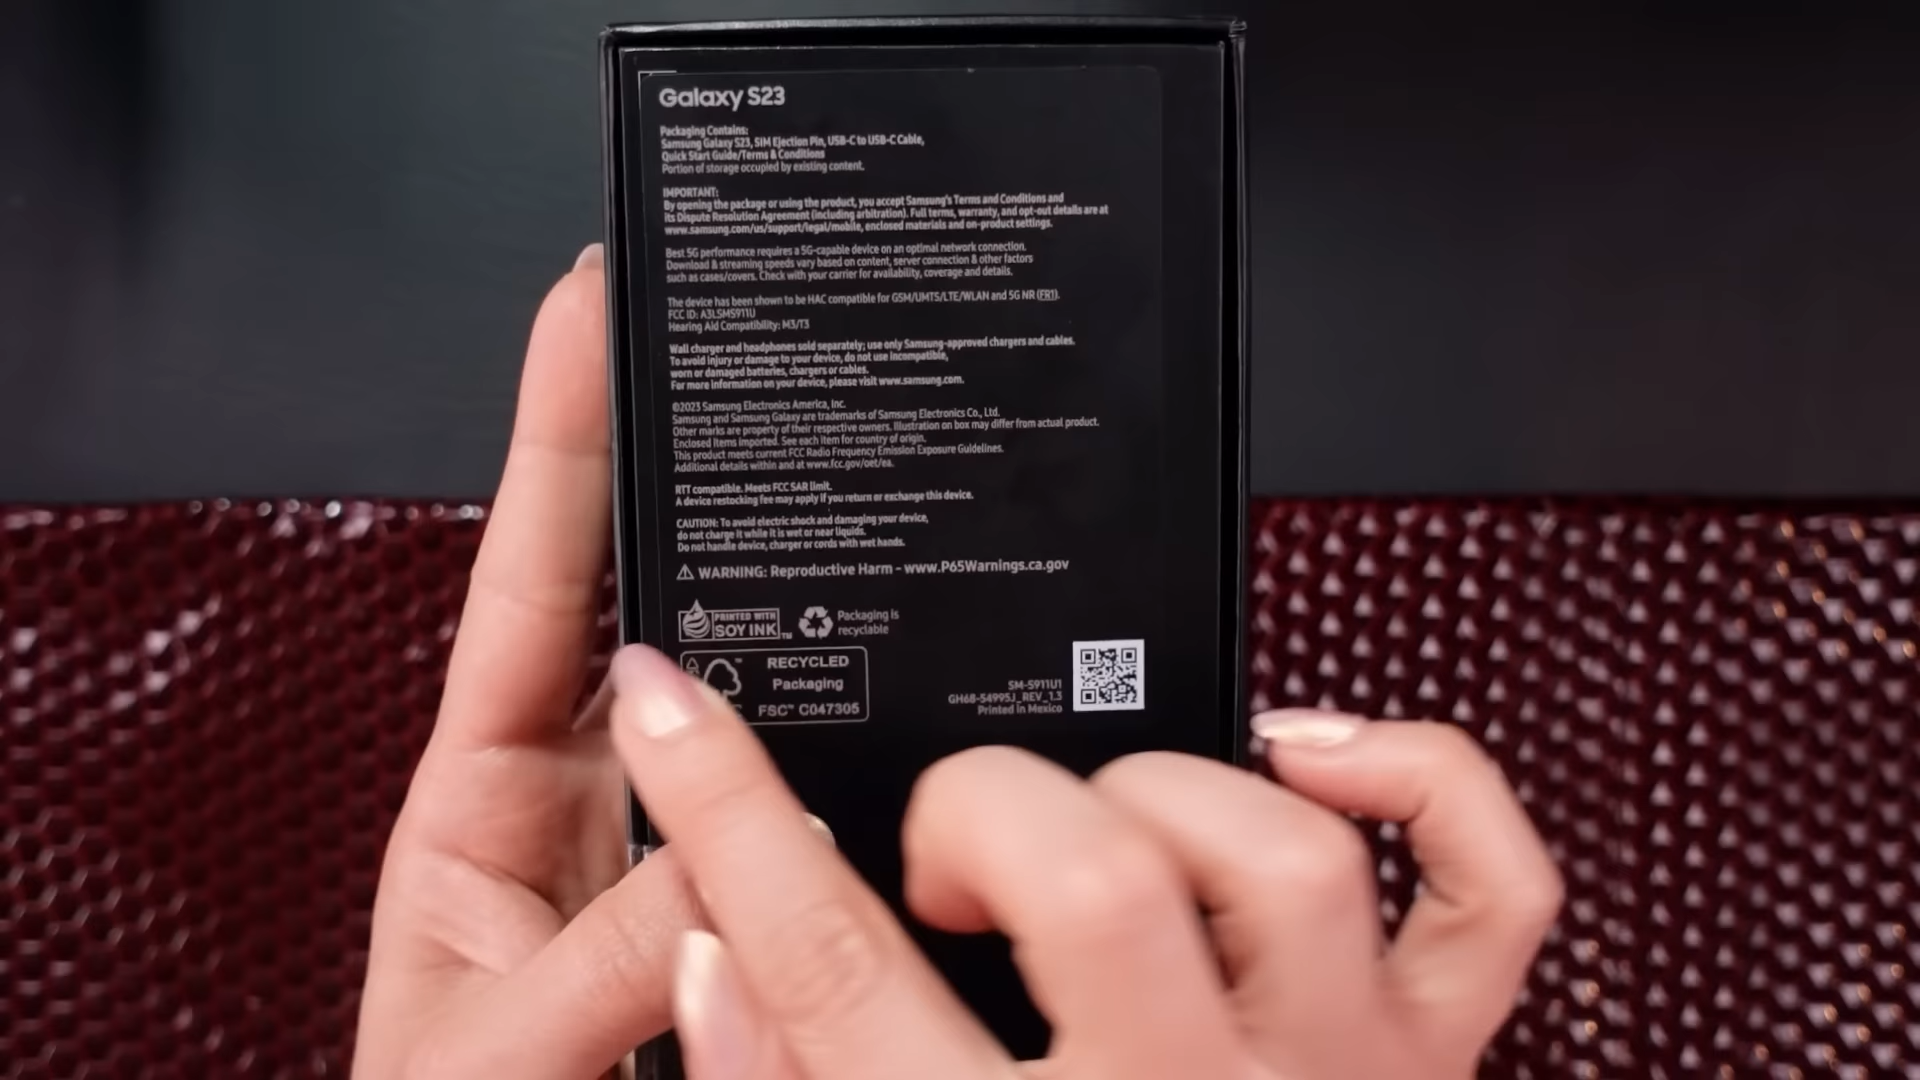 Galaxy S23
Packaging Contains:
Samsung Galaxy S23, SIM Ejection Pin, USB-C to USB-C Cable,
Quick Start Guide/Terms & Conditions
Portion of storage occupied by existing content.
IMPORTANT:
By opening the package or using the product, you accept Samsung's Terms and Conditions and
its Dispute Resolution Agreement (including arbitration). Full terms, warranty, and opt-out details are at
www.samsung.com/us/support/legal/mobile, enclosed materials and on-product settings.
Best 5G performance requires a 5G-capable device on an optimal network connection.
Download & streaming speeds vary based on content, server connection & other factors
such as cases/covers. Check with your carrier for availability, coverage and details.
The device has been shown to be HAC compatible for GSM/UMTS/LTE/WLAN and 5G NR (FR1).
FCC ID: A3LSMS911U
Hearing Aid Compatibility: M3/T3
Wall charger and headphones sold separately; use only Samsung-approved chargers and cables.
To avoid injury or damage to your device, do not use incompatible,
worn or damaged batteries, chargers or cables.
For more information on your device, please visit www.samsung.com.
©2023 Samsung Electronics America, Inc.
Samsung and Samsung Galaxy are trademarks of Samsung Electronics Co., Ltd.
Other marks are property of their respective owners. Illustration on box may differ from actual product.
Enclosed items imported. See each item for country of origin.
This product meets current FCC Radio Frequency Emission Exposure Guidelines.
Additional details within and at www.fcc.gov/oet/ea.
RTT compatible. Meets FCC SAR limit.
A device restocking fee may apply if you return or exchange this device.
CAUTION: To avoid electric shock and damaging your device,
do not charge it while it is wet or near liquids.
Do not handle device, charger or cords with wet hands.
WARNING: Reproductive Harm - www.P65Warnings.ca.gov
PRINTED WITH
SOY INK™
Packaging is
recyclable
RECYCLED
Packaging
FSC™ C047305
SM-S911U1
GH68-54995J_REV_1.3
Printed in Mexico